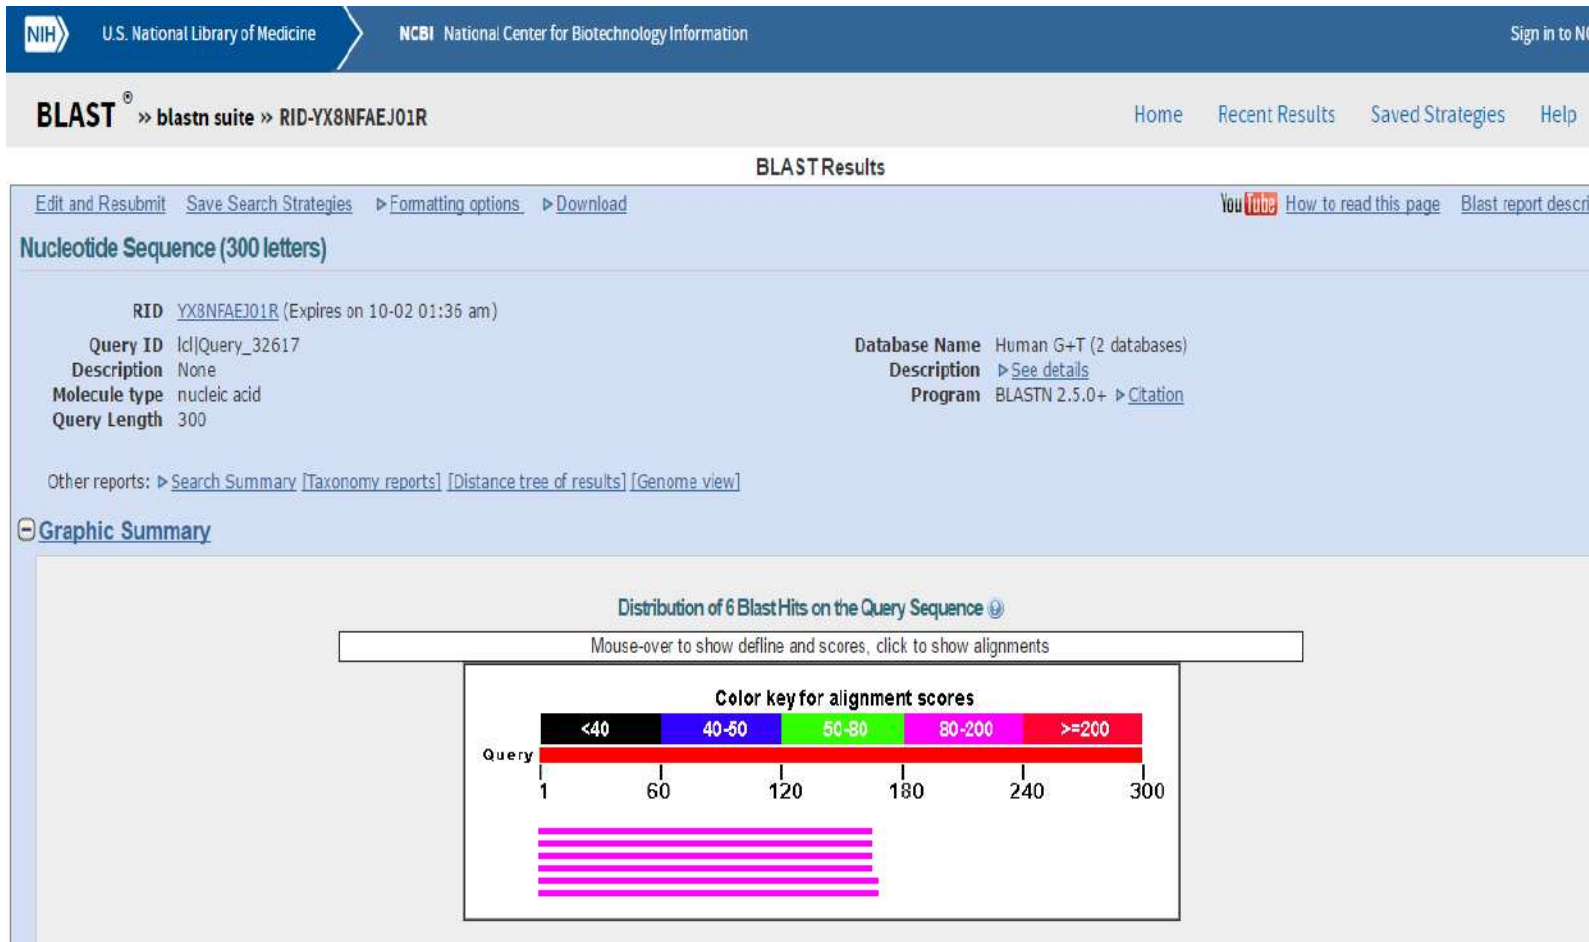 NIH U.S. National Library of Medicine NCBI National Center for Biotechnology Information Sign in to NC
BLAST ® » blastn suite » RID-YX8NFAEJ01R Home Recent Results Saved Strategies Help
BLAST Results
Edit and Resubmit Save Search Strategies Formatting options Download YouTube How to read this page Blast report descri
Nucleotide Sequence (300 letters)
RID YX8NFAEJ01R (Expires on 10-02 01:36 am)
Query ID lcl|Query_32617 Database Name Human G+T (2 databases)
Description None Description See details
Molecule type nucleic acid Program BLASTN 2.5.0+ Citation
Query Length 300
Other reports: Search Summary [Taxonomy reports] [Distance tree of results] [Genome view]
Graphic Summary
Distribution of 6 Blast Hits on the Query Sequence
Mouse-over to show defline and scores, click to show alignments
Color key for alignment scores
<40 40-50 50-80 80-200 >=200
Query
1 60 120 180 240 300